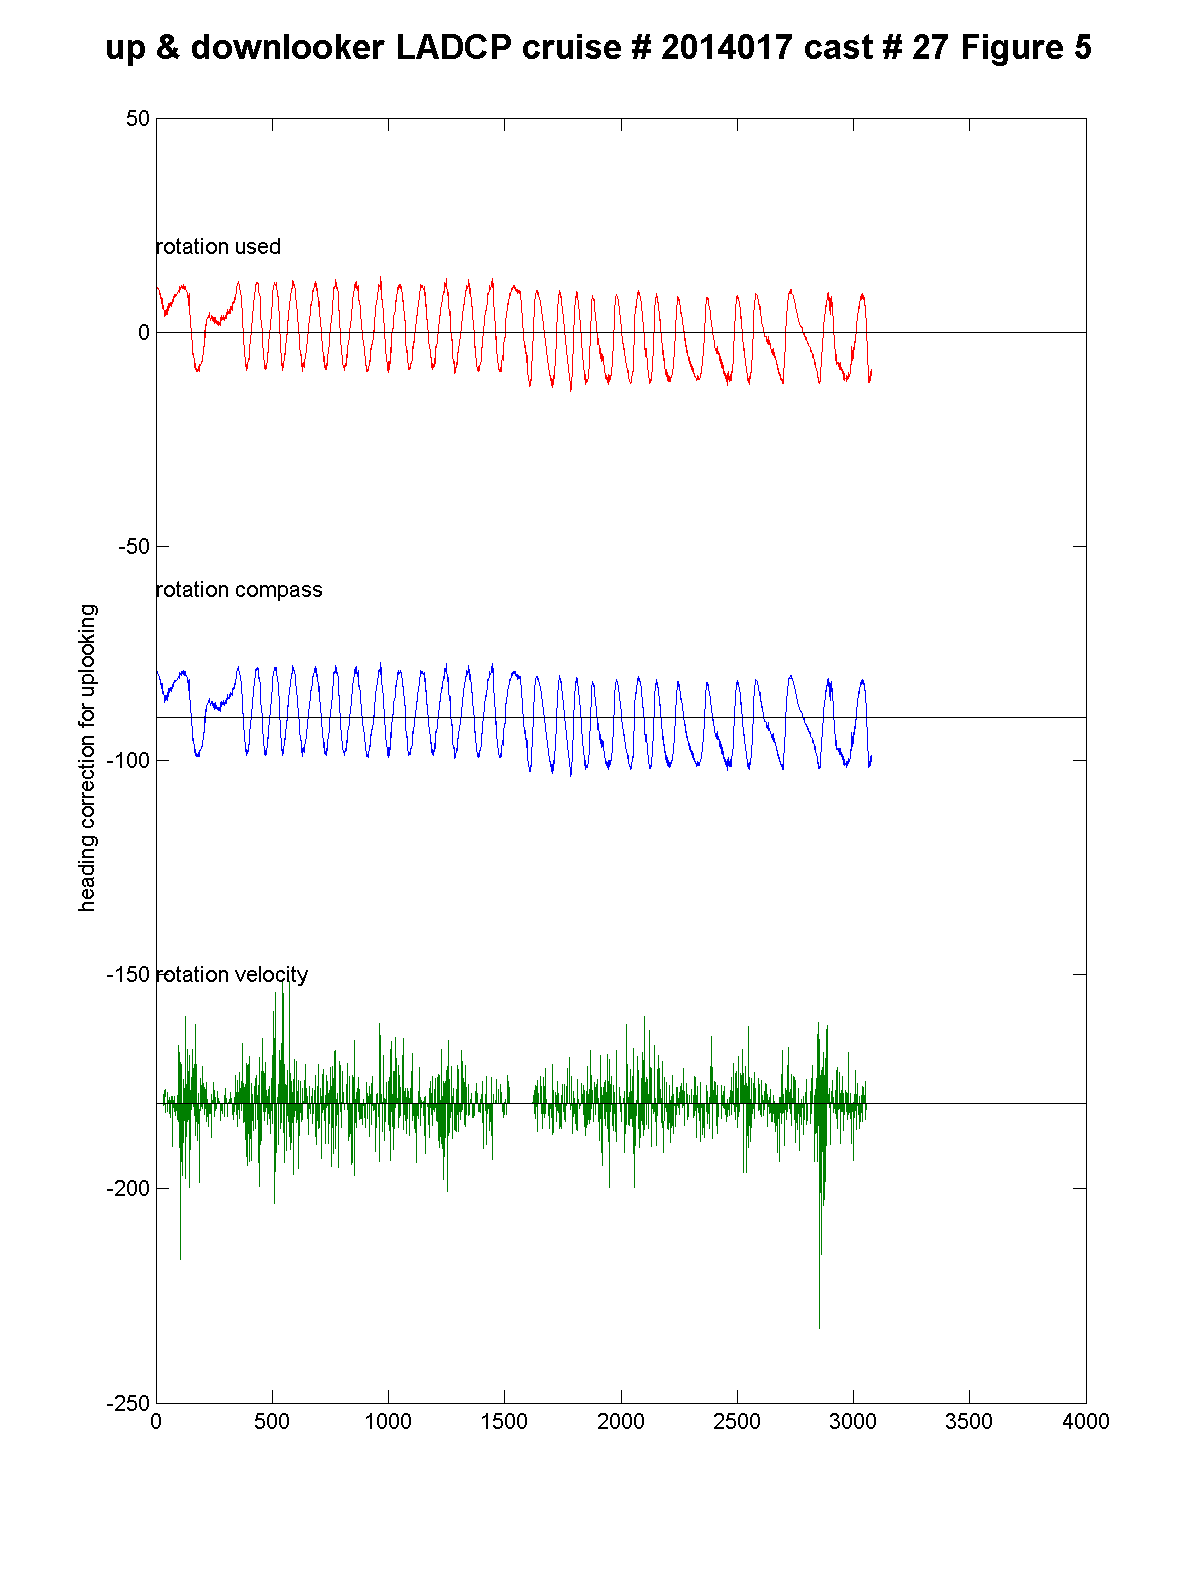 up & downlooker LADCP cruise # 2014017 cast # 27 Figure 5
50
rotation used
0
-50
rotation compass
heading correction for uplooking
-100
-150
rotation velocity
-200
-250
0 500 1000 1500 2000 2500 3000 3500 4000